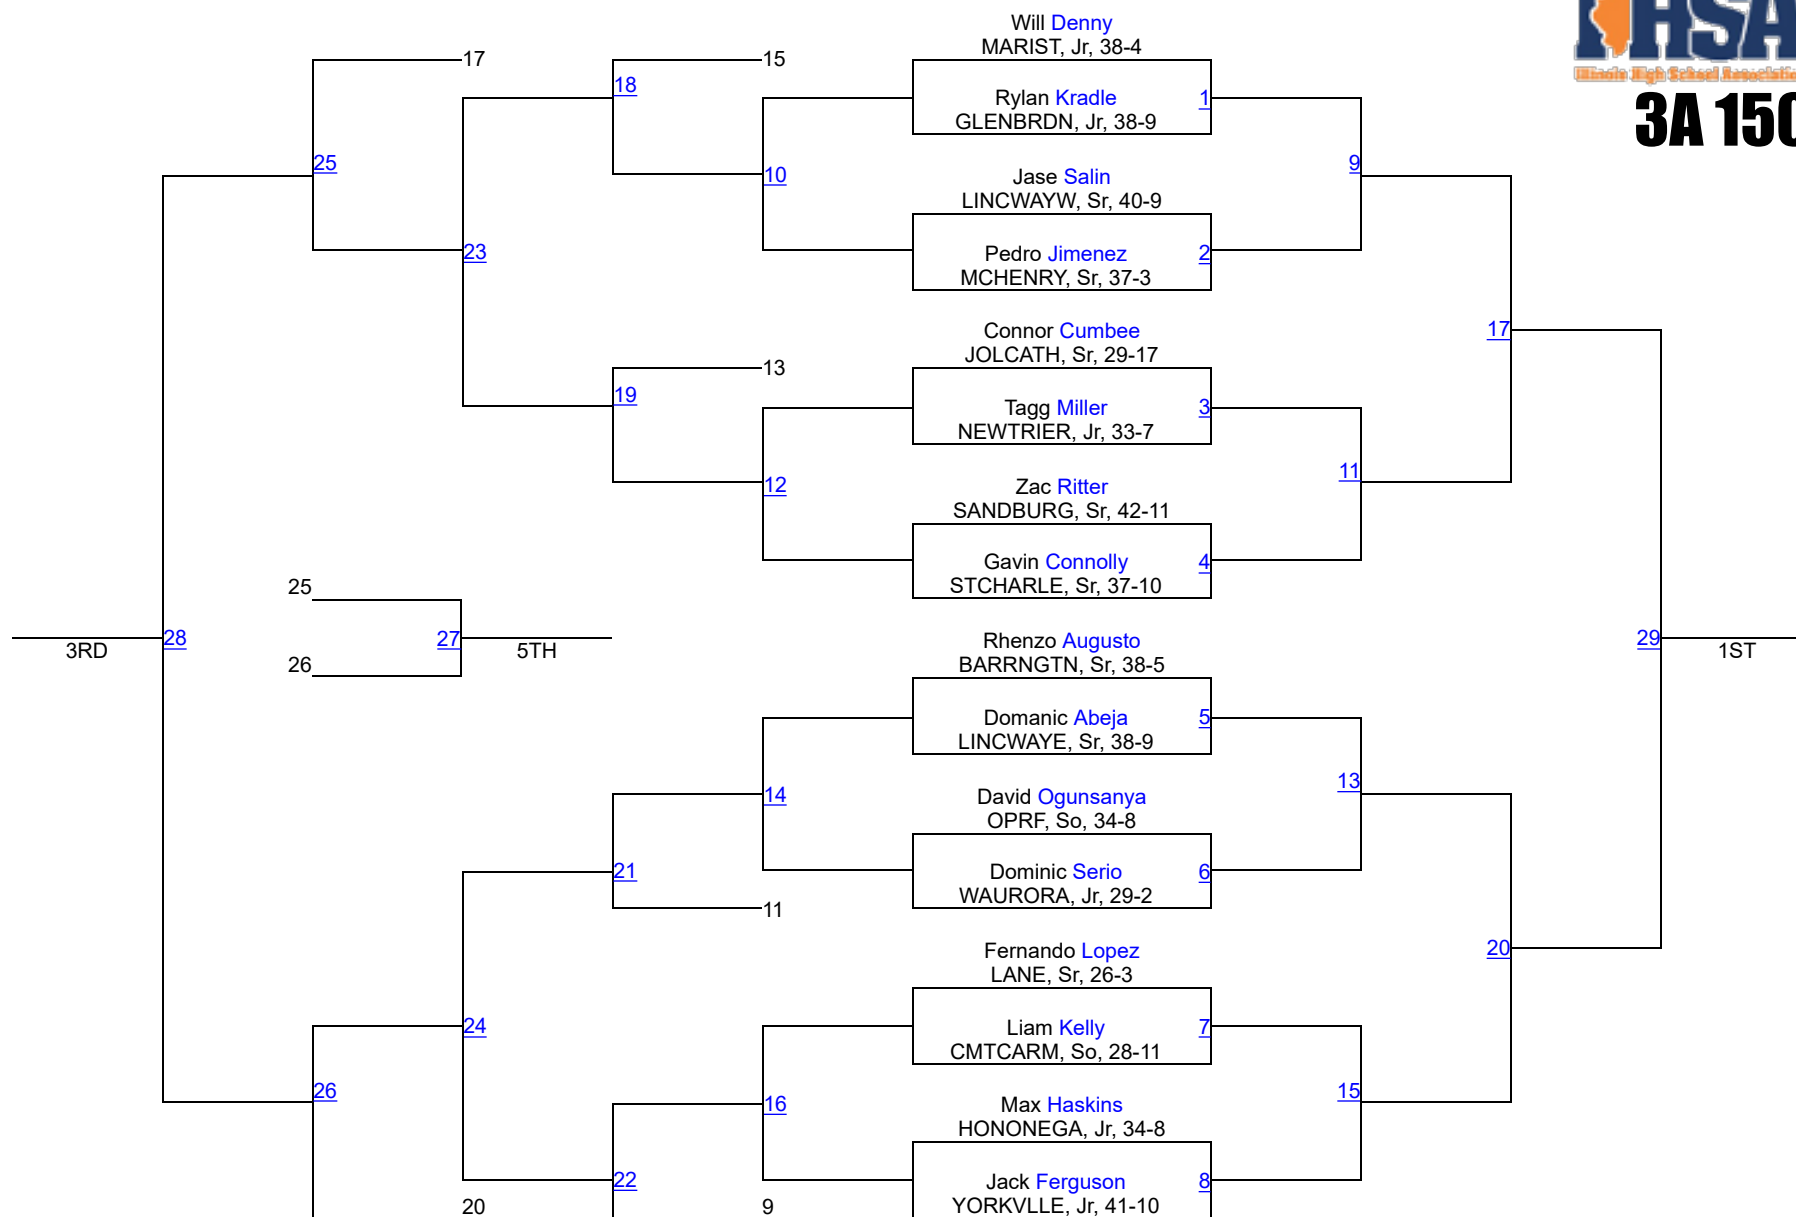 HSA
Illinois High School Association
3A 150
Will Denny
MARIST, Jr, 38-4
17
15
18
Rylan Kradle
1
GLENBRDN, Jr, 38-9
25
9
10
Jase Salin
LINCWAYW, Sr, 40-9
23
Pedro Jimenez
2
MCHENRY, Sr, 37-3
Connor Cumbee
17
JOLCATH, Sr, 29-17
13
19
Tagg Miller
3
NEWTRIER, Jr, 33-7
11
12
Zac Ritter
SANDBURG, Sr, 42-11
Gavin Connolly
4
STCHARLE, Sr, 37-10
25
28
27
29
3RD
5TH
1ST
26
Rhenzo Augusto
BARRNGTN, Sr, 38-5
Domanic Abeja
5
LINCWAYE, Sr, 38-9
13
14
David Ogunsanya
OPRF, So, 34-8
21
Dominic Serio
6
WAURORA, Jr, 29-2
11
Fernando Lopez
20
LANE, Sr, 26-3
24
Liam Kelly
7
CMTCARM, So, 28-11
26
15
16
Max Haskins
HONONEGA, Jr, 34-8
22
Jack Ferguson
8
YORKVLLE, Jr, 41-10
20
9